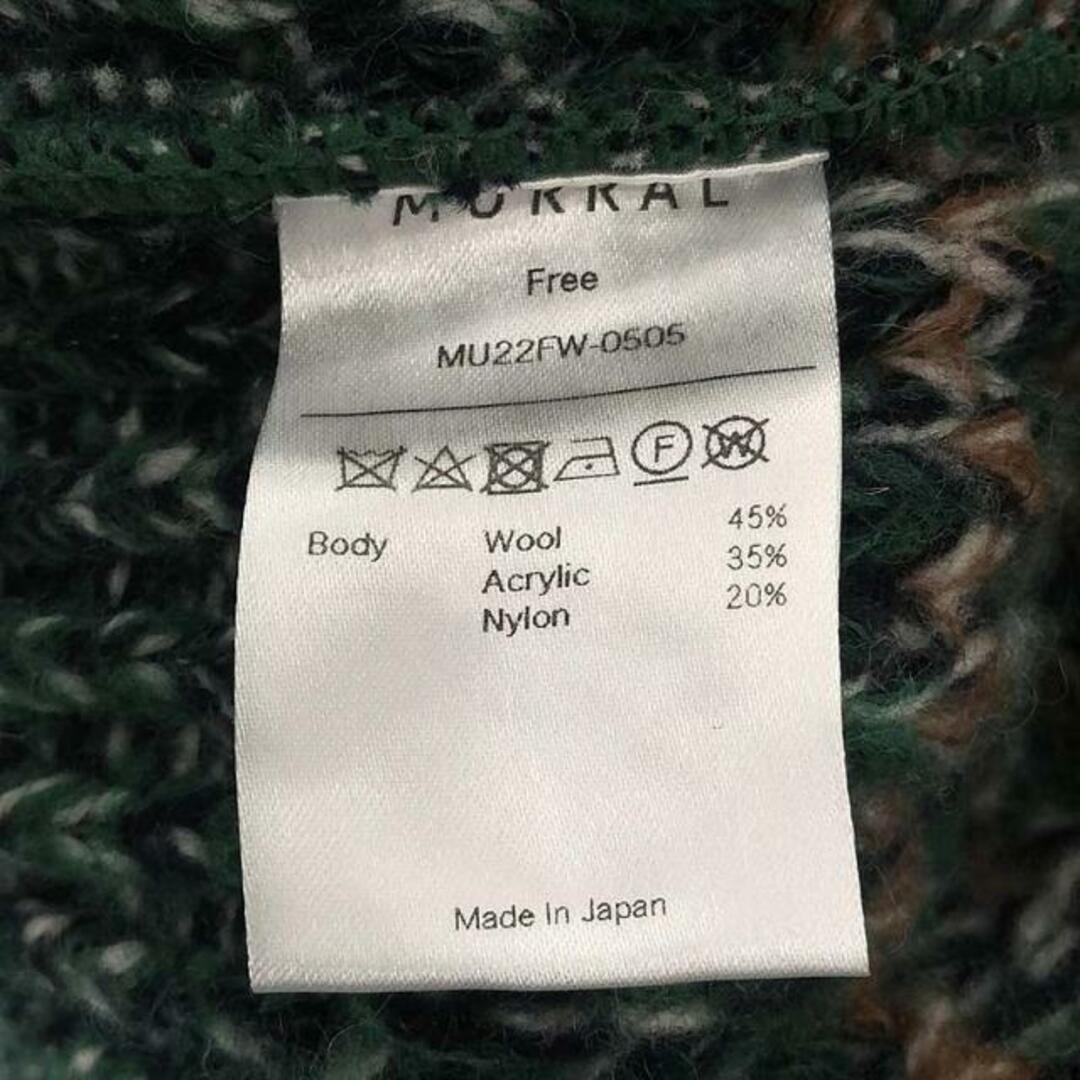 MURRAL
Free
MU22FW-0505
F W
Body Wool 45%
Acrylic 35%
Nylon 20%
Made In Japan